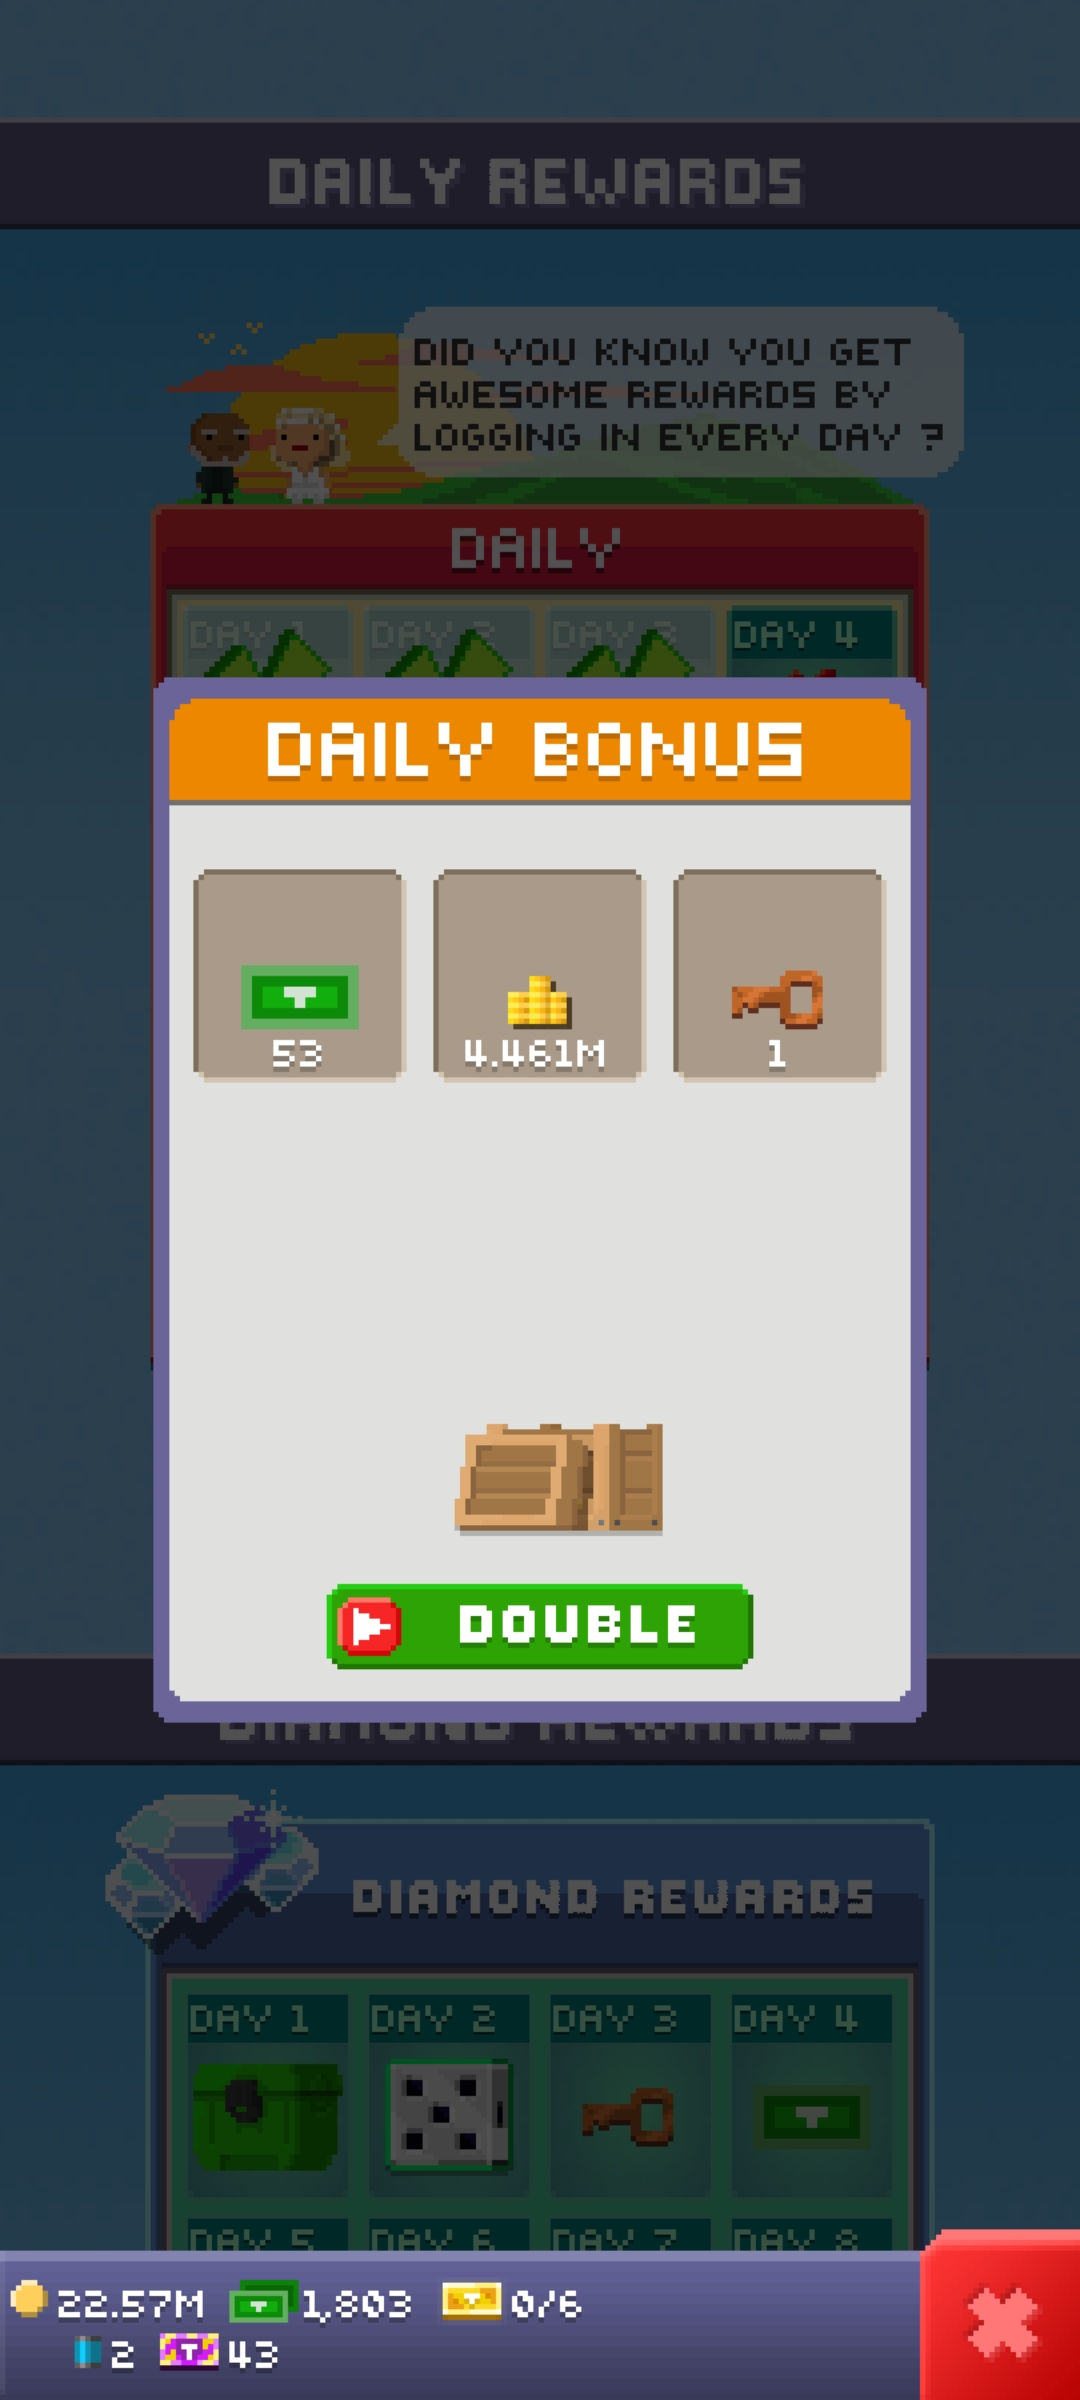 DAILY REWARDS
DID YOU KNOW YOU GET
AWESOME REWARDS BY
LOGGING IN EVERY DAY ?
DAILY
DAY 1 DAY 2 DAY 3 DAY 4
DAILY BONUS
53 4.461M 1
DOUBLE
DIAMOND REWARDS
DIAMOND REWARDS
DAY 1 DAY 2 DAY 3 DAY 4
DAY 5 DAY 6 DAY 7 DAY 8
22.57M 1,803 0/6
2 43